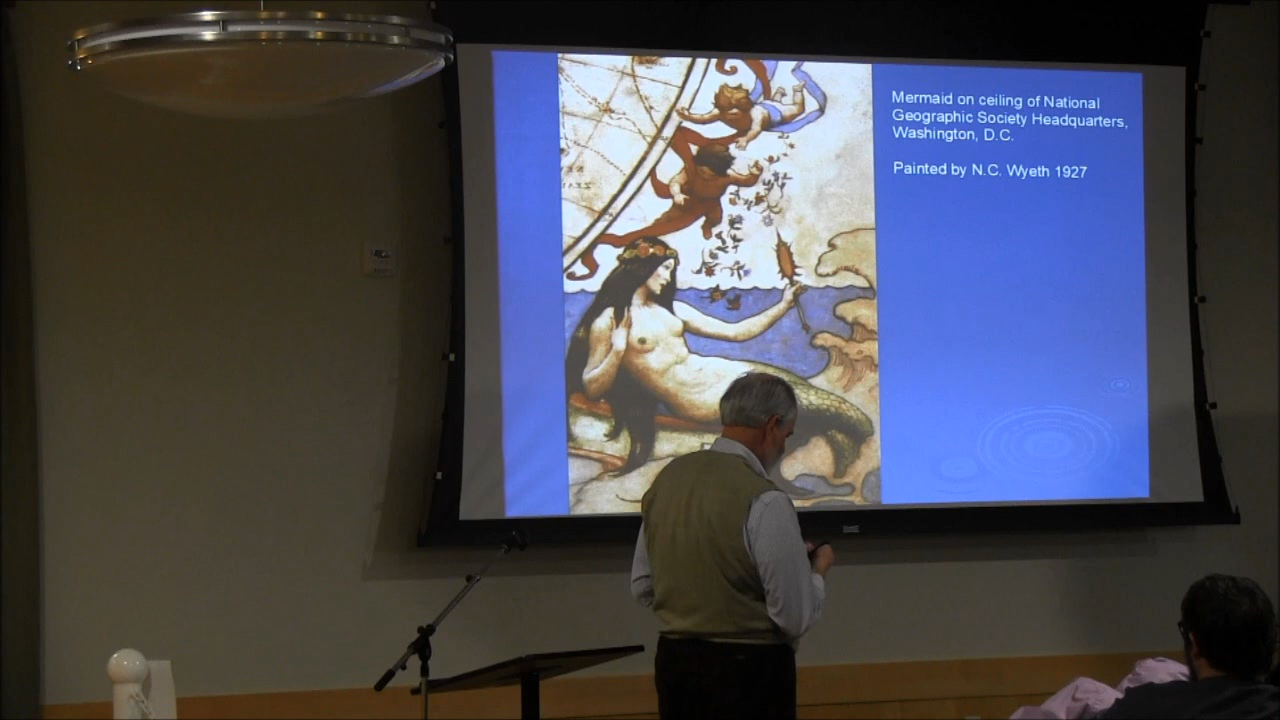 Mermaid on ceiling of National
Geographic Society Headquarters,
Washington, D.C.
Painted by N.C. Wyeth 1927